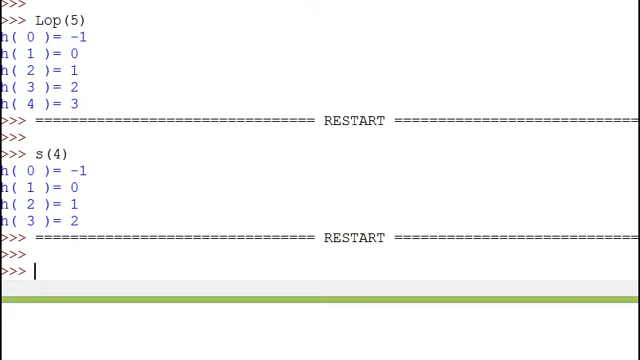 >>>
>>> Lop(5)
h( 0 )= -1
h( 1 )= 0
h( 2 )= 1
h( 3 )= 2
h( 4 )= 3
>>> ================================ RESTART ================================
>>>
>>> s(4)
h( 0 )= -1
h( 1 )= 0
h( 2 )= 1
h( 3 )= 2
>>> ================================ RESTART ================================
>>>
>>>